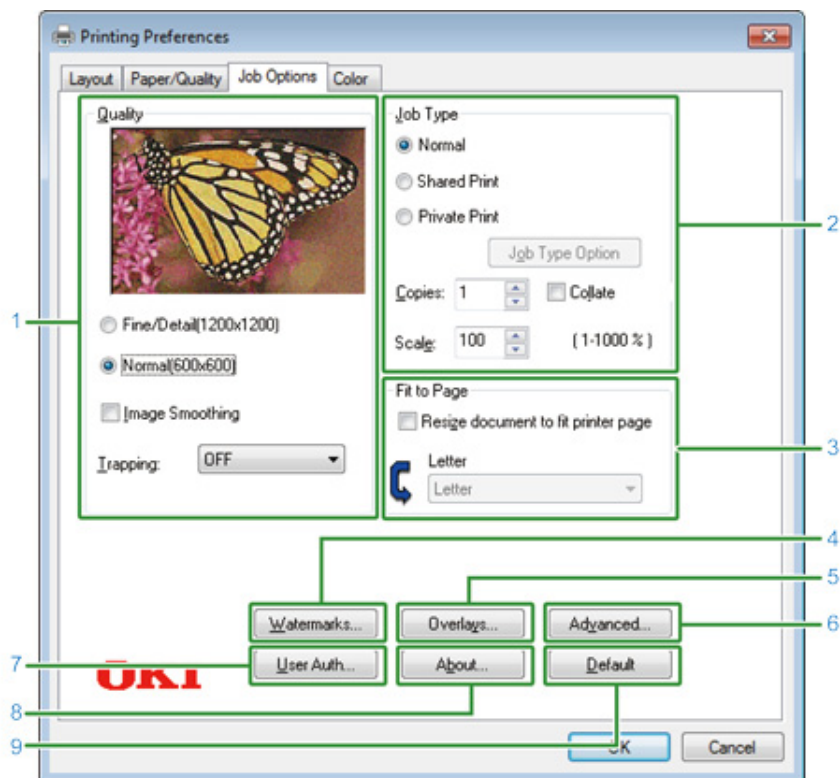 Printing Preferences
Layout Paper/Quality Job Options Color
Quality
Fine/Detail(1200x1200)
Normal(600x600)
Image Smoothing
Trapping: OFF
Job Type
Normal
Shared Print
Private Print
Job Type Option
Copies: 1 Collate
Scale: 100 (1-1000 %)
Fit to Page
Resize document to fit printer page
Letter
Letter
Watermarks... Overlays... Advanced...
User Auth... About... Default
OKI
OK Cancel
1
2
3
4
5
6
7
8
9